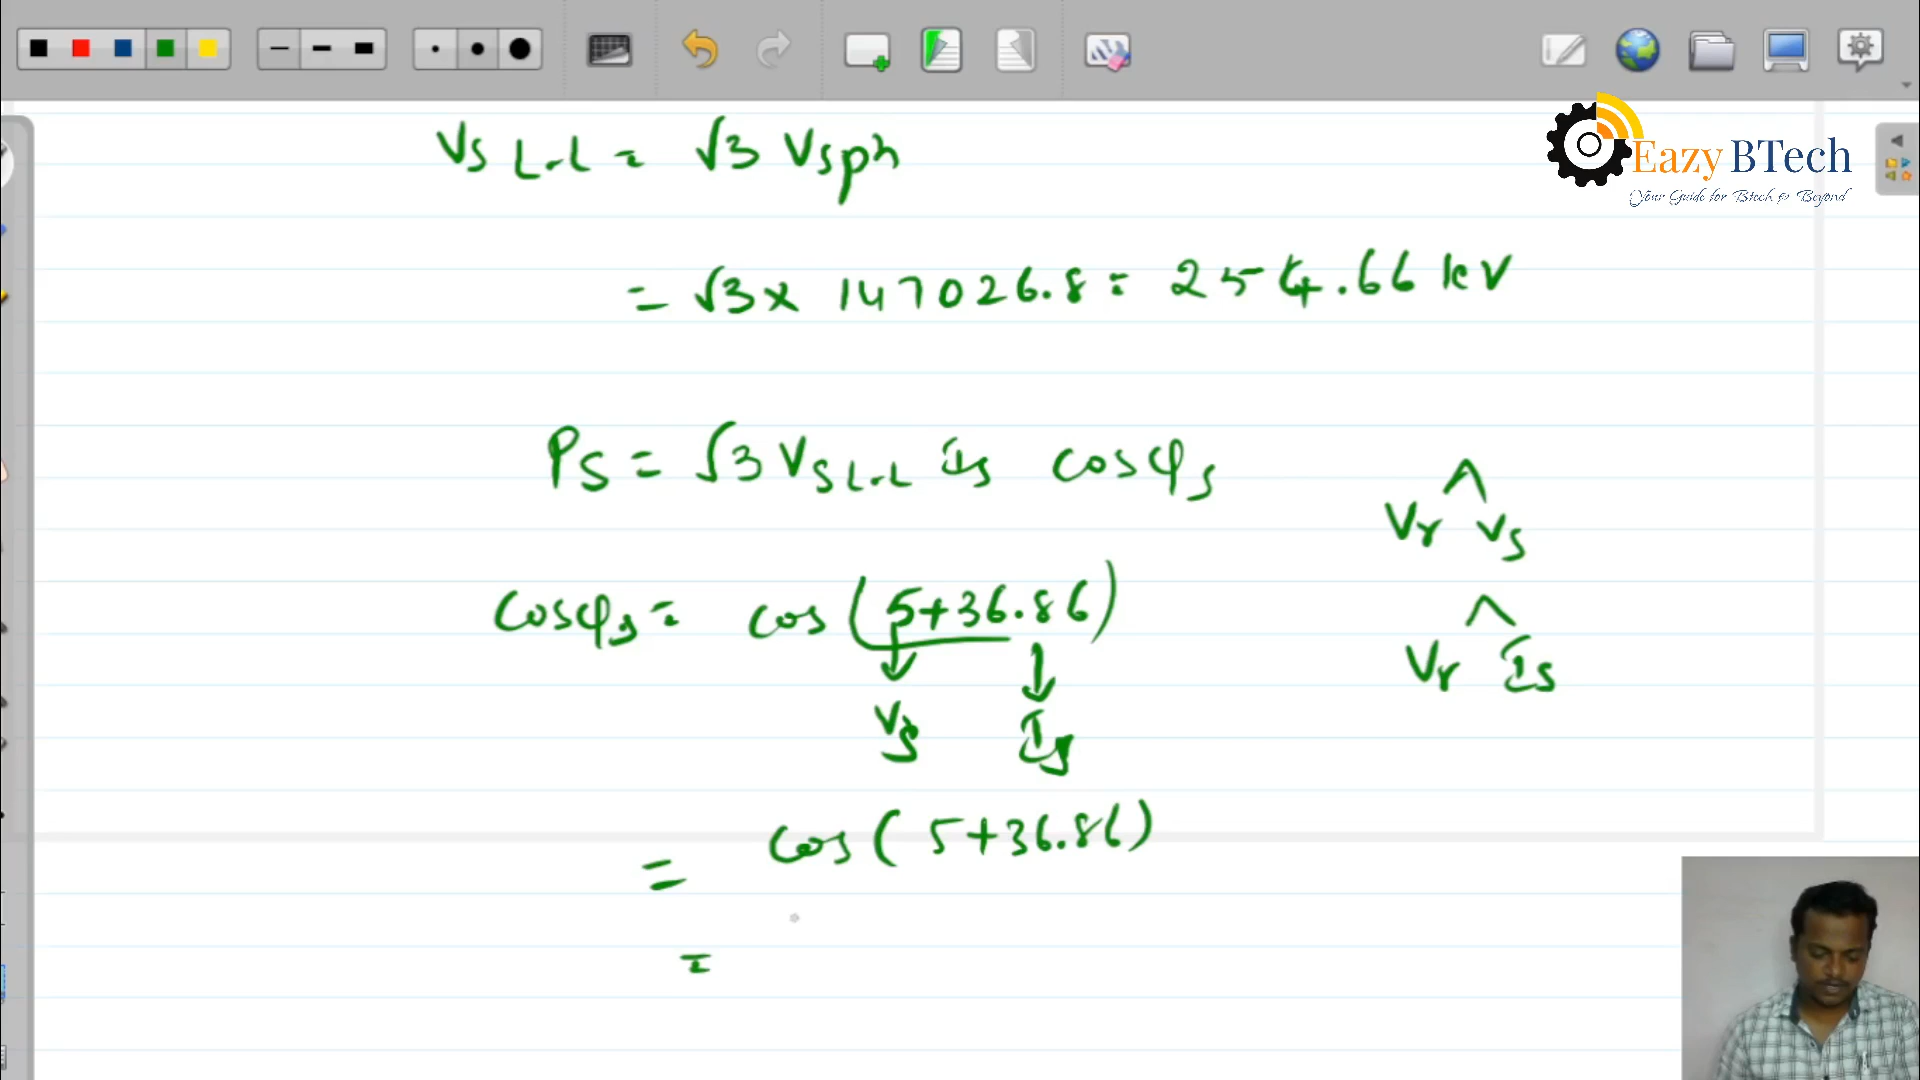 Eazy BTech
Your Guide for Btech & Beyond
Vs L-L = √3 Vsph
= √3 x 147026.8 = 254.66 kV
Ps = √3 Vs L-L Is cosφs
Vr Vs
cosφs = cos (5+36.86)
Vr Is
Vs Is
= cos (5+36.86)
=